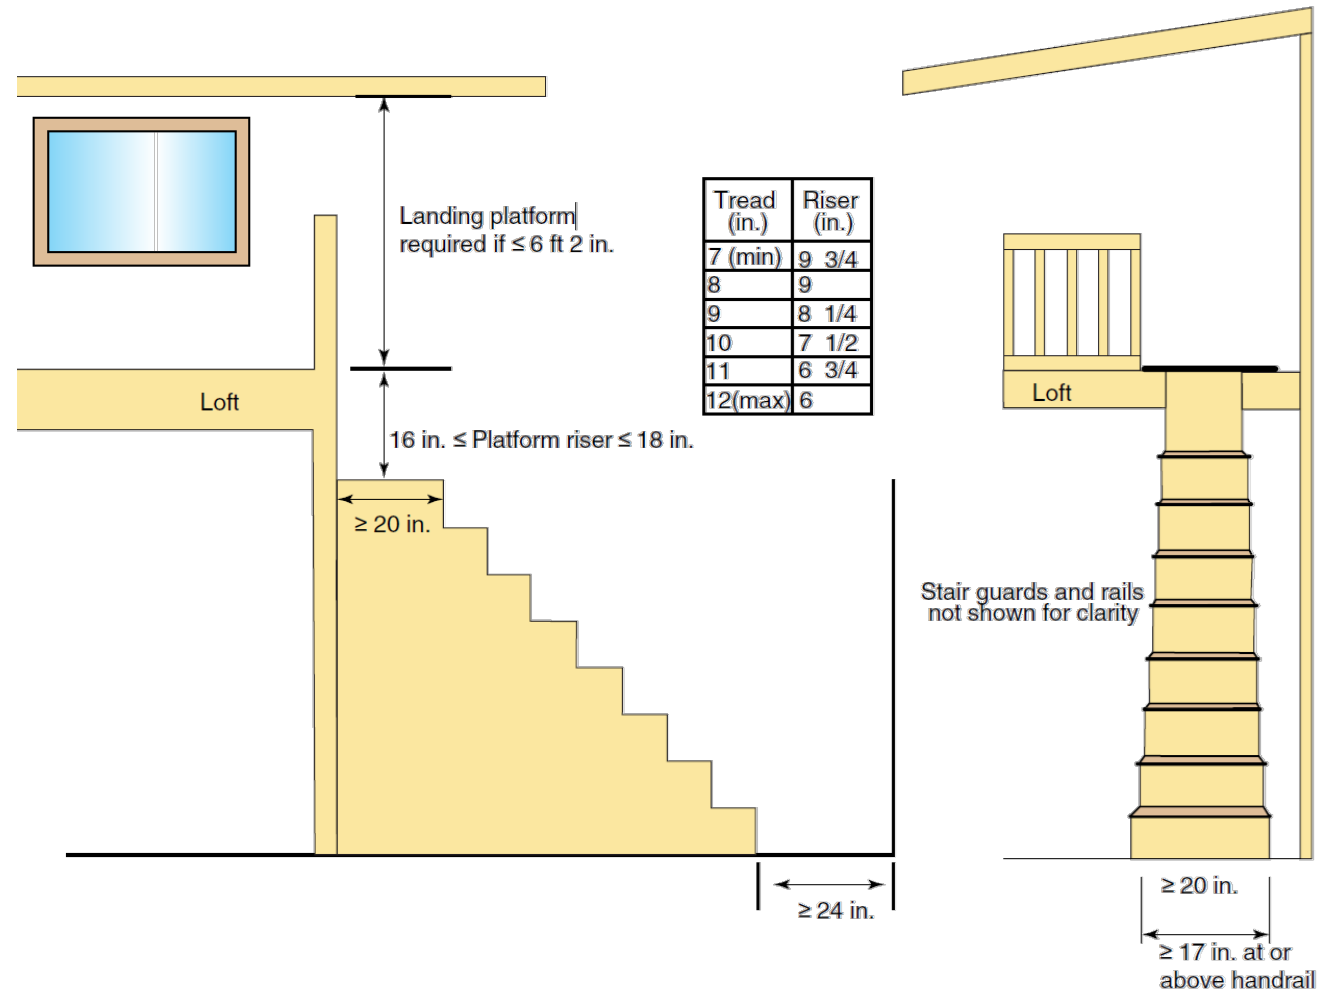 Landing platform
required if ≤ 6 ft 2 in.
Loft
16 in. ≤ Platform riser ≤ 18 in.
≥ 20 in.
≥ 24 in.
Tread (in.) Riser (in.)
7 (min) 9 3/4
8 9
9 8 1/4
10 7 1/2
11 6 3/4
12(max) 6
Loft
Stair guards and rails
not shown for clarity
≥ 20 in.
≥ 17 in. at or
above handrail